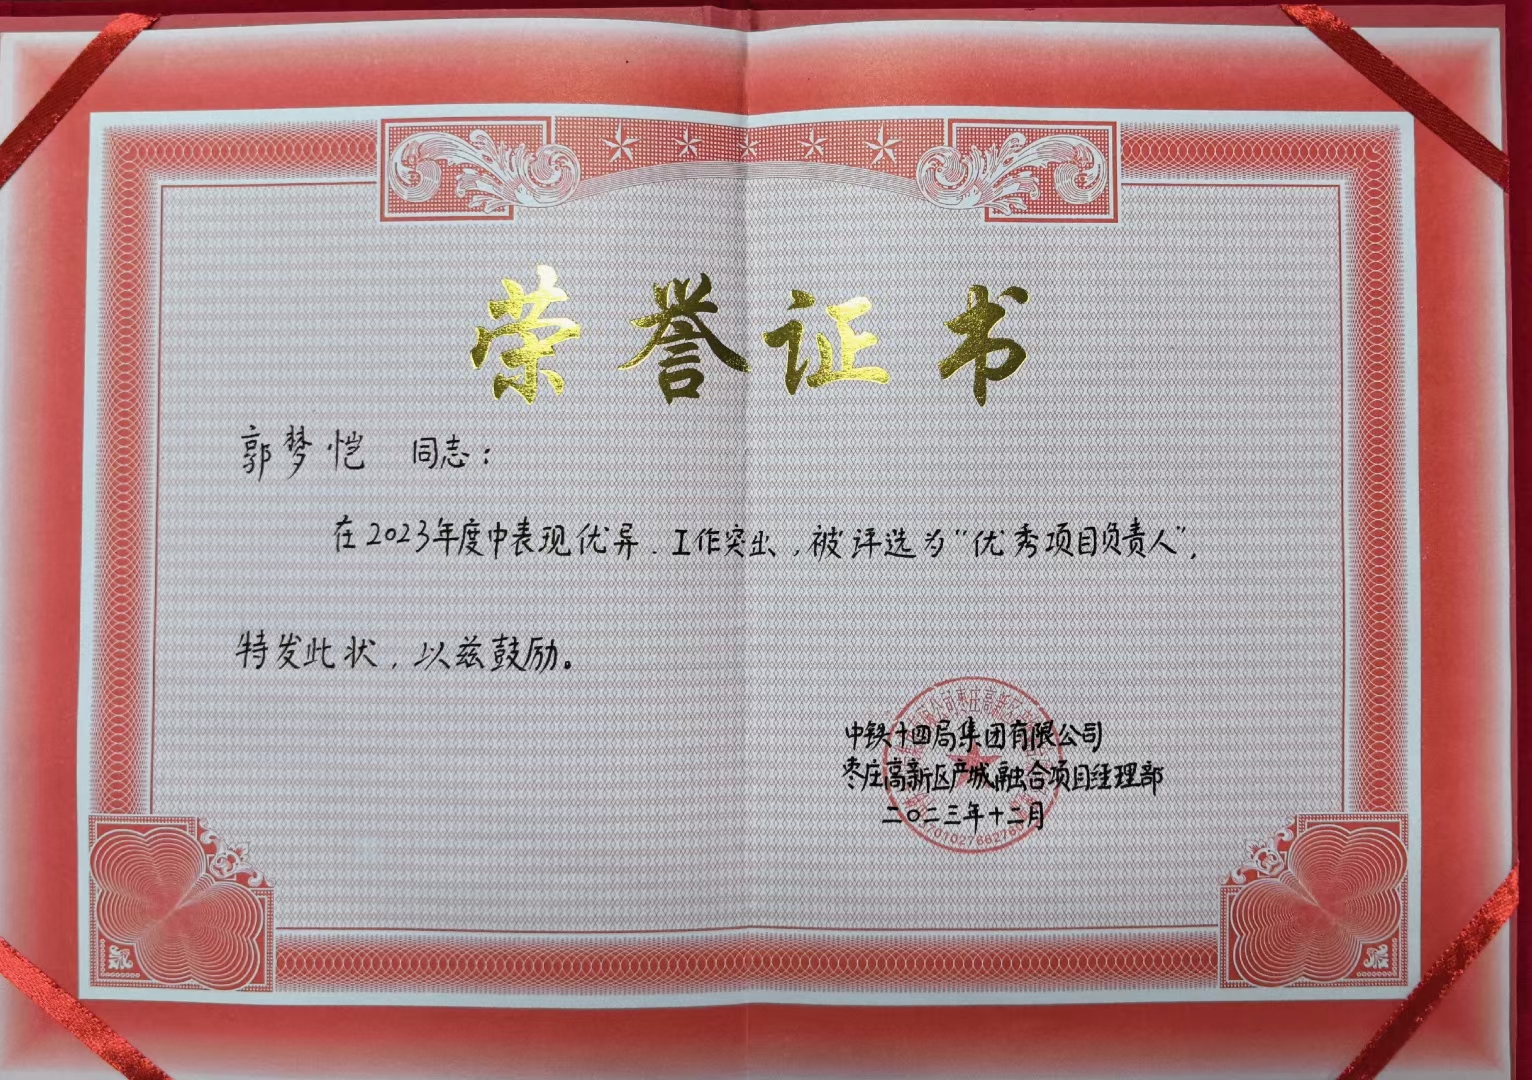 荣誉证书
郭梦恺 同志：
在2023年度中表现优异，工作突出，被评选为“优秀项目负责人”，
特发此状，以兹鼓励。
中铁十四局集团有限公司
枣庄高新区产城融合项目经理部
二〇二三年十二月